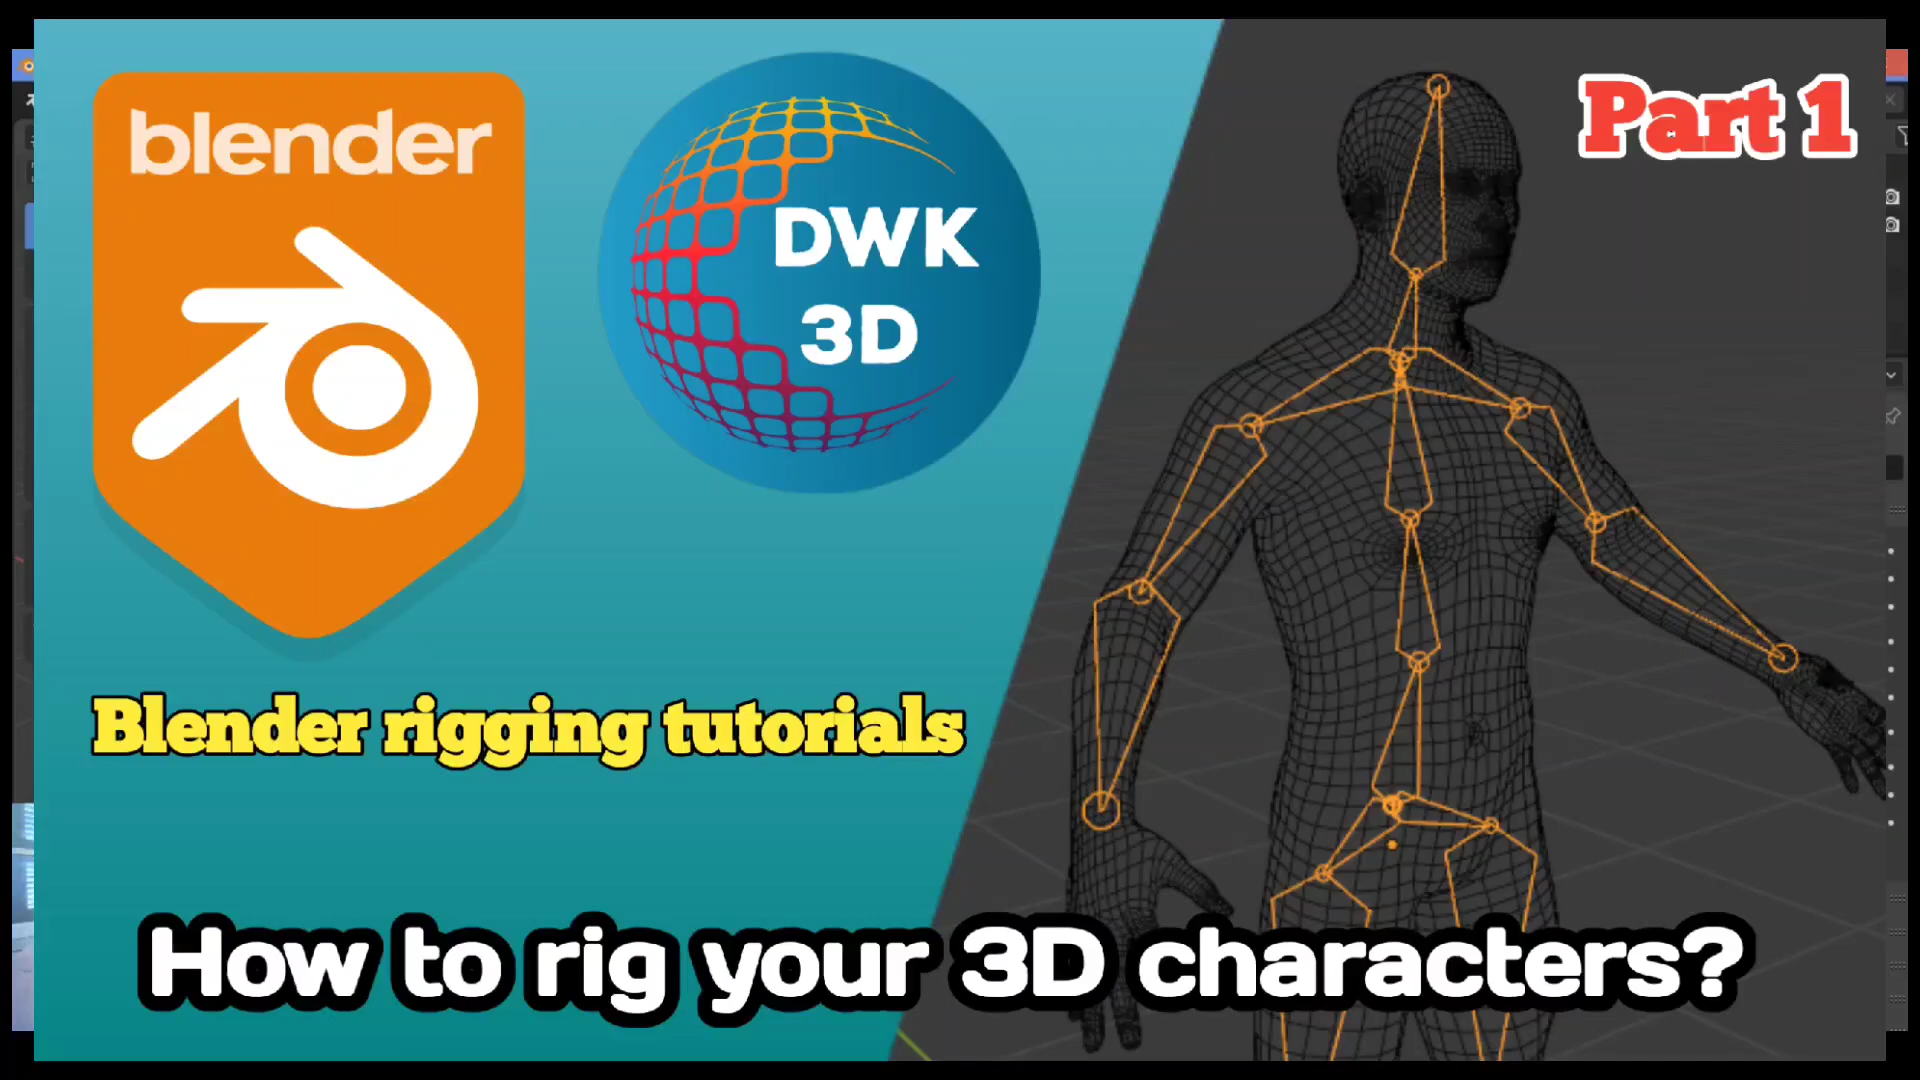 blender
DWK
3D
Part 1
Blender rigging tutorials
How to rig your 3D characters?